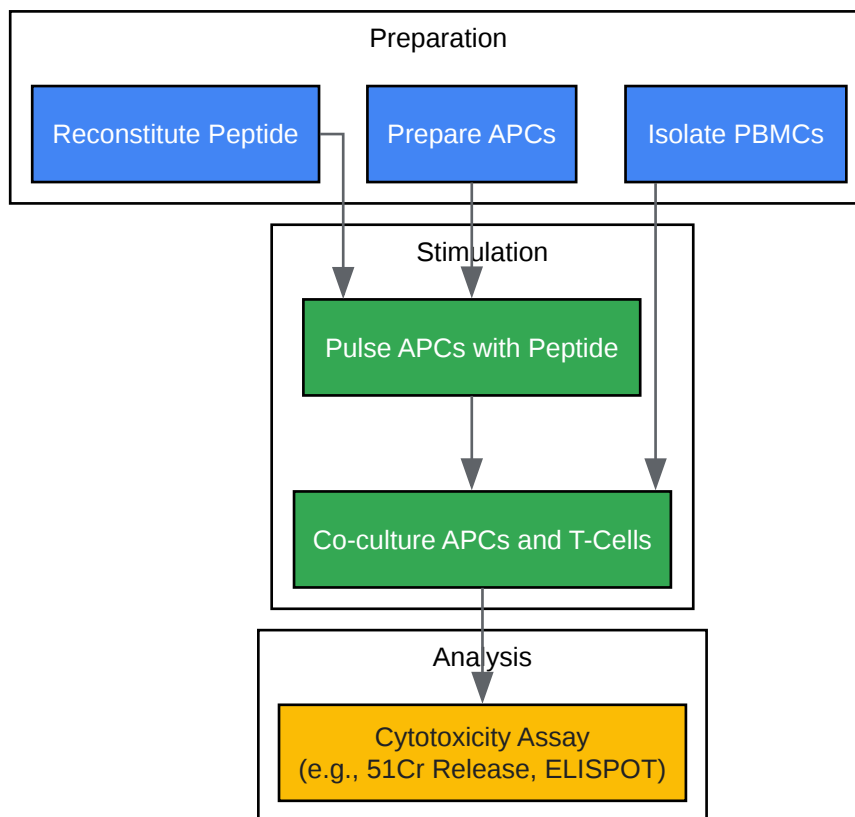 Preparation
Reconstitute Peptide
Prepare APCs
Isolate PBMCs
Stimulation
Pulse APCs with Peptide
Co-culture APCs and T-Cells
Analysis
Cytotoxicity Assay
(e.g., 51Cr Release, ELISPOT)